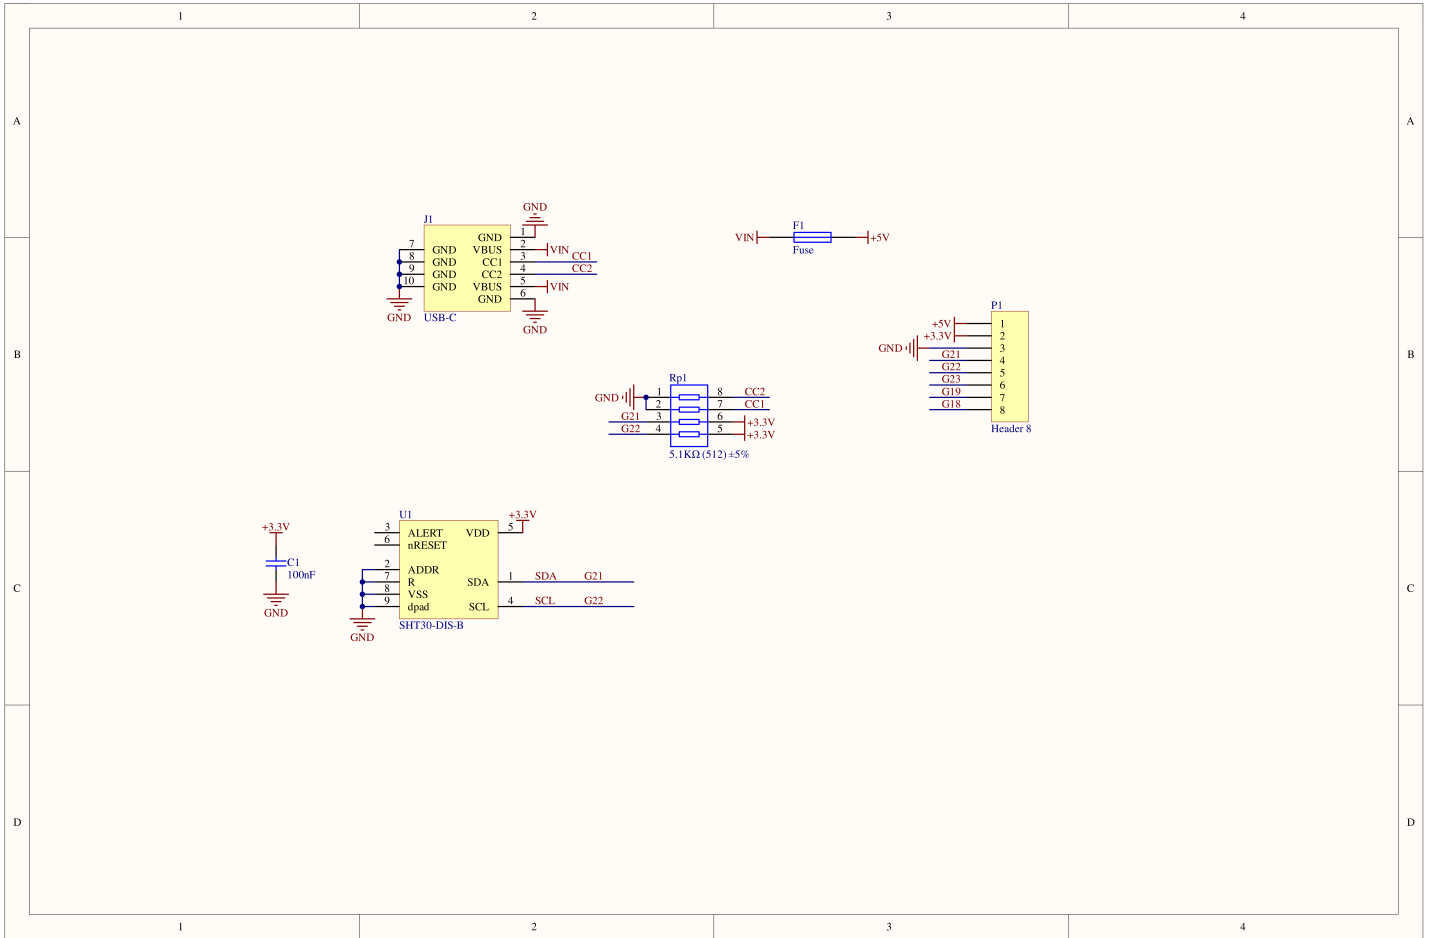 1 2 3 4
A A
GND
J1
1
GND
7 GND VBUS 2 VIN
8 GND CC1 3 CC1
9 GND CC2 4 CC2
10 GND VBUS 5 VIN
GND 6
GND
USB-C
GND
F1
VIN +5V
Fuse
P1
+5V 1
+3.3V 2
GND 3
G21 4
G22 5
G23 6
G19 7
G18 8
Header 8
B B
Rp1
GND 1 8 CC2
2 7 CC1
G21 3 6 +3.3V
G22 4 5 +3.3V
5.1KΩ (512) ±5%
+3.3V
C1
100nF
GND
U1
+3.3V
3 ALERT VDD 5
6 nRESET
2 ADDR
7 R SDA 1 SDA G21
8 VSS
9 dpad SCL 4 SCL G22
SHT30-DIS-B
GND
C C
D D
1 2 3 4